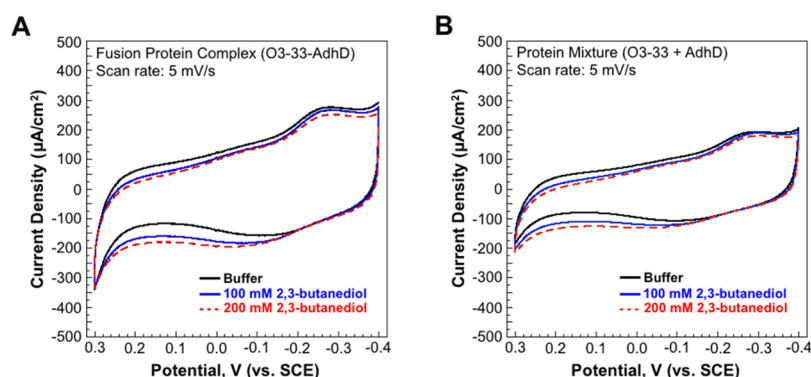 A
Fusion Protein Complex (O3-33-AdhD)
Scan rate: 5 mV/s
Current Density (µA/cm²)
500
400
300
200
100
0
-100
-200
-300
-400
-500
Buffer
100 mM 2,3-butanediol
200 mM 2,3-butanediol
0.3 0.2 0.1 0.0 -0.1 -0.2 -0.3 -0.4
Potential, V (vs. SCE)
B
Protein Mixture (O3-33 + AdhD)
Scan rate: 5 mV/s
Current Density (µA/cm²)
500
400
300
200
100
0
-100
-200
-300
-400
-500
Buffer
100 mM 2,3-butanediol
200 mM 2,3-butanediol
0.3 0.2 0.1 0.0 -0.1 -0.2 -0.3 -0.4
Potential, V (vs. SCE)